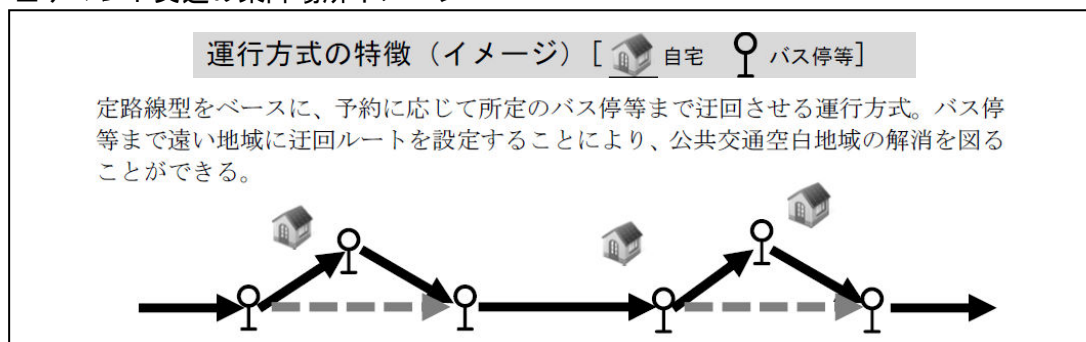 運行方式の特徴（イメージ）[ 自宅 バス停等]
定路線型をベースに、予約に応じて所定のバス停等まで迂回させる運行方式。バス停
等まで遠い地域に迂回ルートを設定することにより、公共交通空白地域の解消を図る
ことができる。